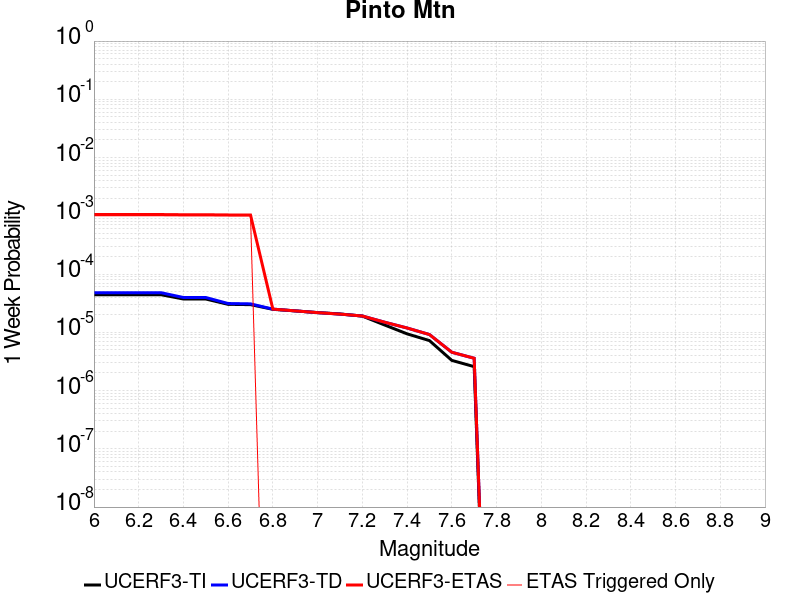 Pinto Mtn
10^0
10^-1
10^-2
10^-3
10^-4
10^-5
10^-6
10^-7
10^-8
1 Week Probability
6 6.2 6.4 6.6 6.8 7 7.2 7.4 7.6 7.8 8 8.2 8.4 8.6 8.8 9
Magnitude
UCERF3-TI UCERF3-TD UCERF3-ETAS ETAS Triggered Only